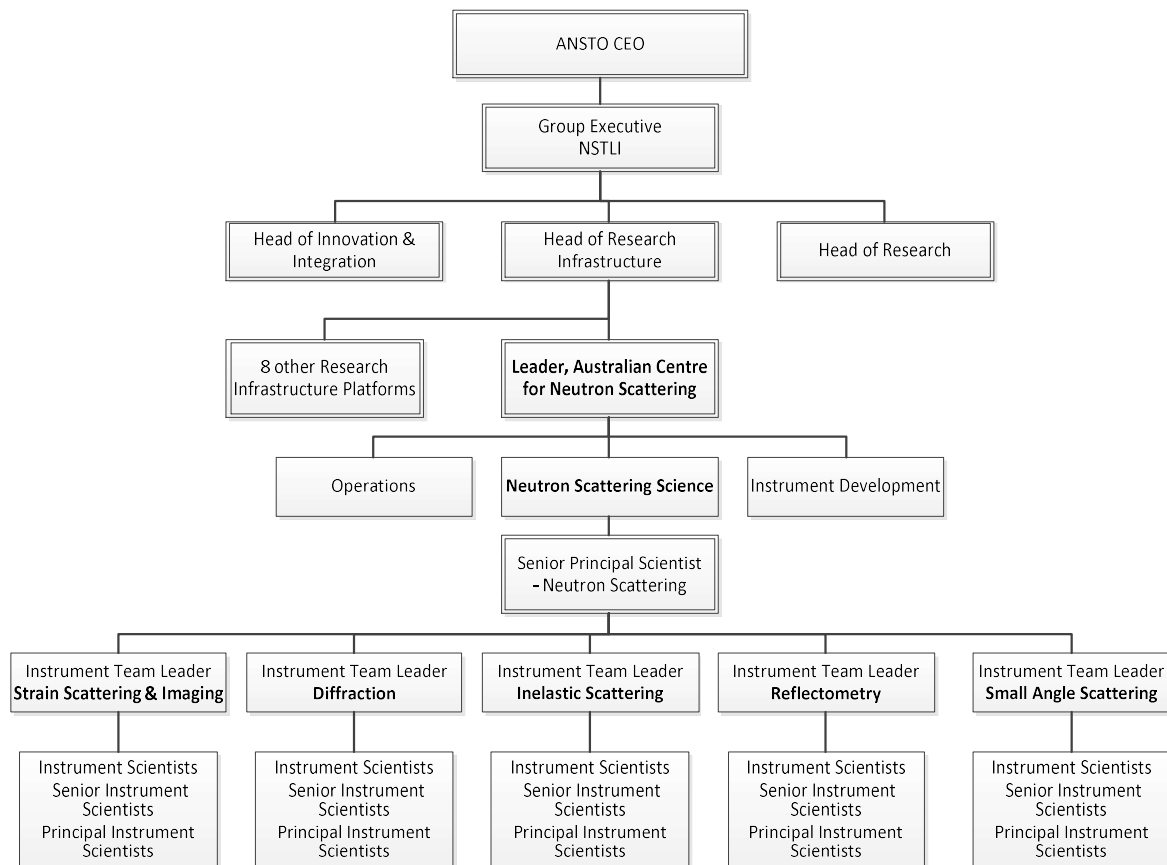 ANSTO CEO
Group Executive
NSTLI
Head of Innovation &
Integration
Head of Research
Infrastructure
Head of Research
8 other Research
Infrastructure Platforms
Leader, Australian Centre
for Neutron Scattering
Operations
Neutron Scattering Science
Instrument Development
Senior Principal Scientist
– Neutron Scattering
Instrument Team Leader
Strain Scattering & Imaging
Instrument Team Leader
Diffraction
Instrument Team Leader
Inelastic Scattering
Instrument Team Leader
Reflectometry
Instrument Team Leader
Small Angle Scattering
Instrument Scientists
Senior Instrument
Scientists
Principal Instrument
Scientists
Instrument Scientists
Senior Instrument
Scientists
Principal Instrument
Scientists
Instrument Scientists
Senior Instrument
Scientists
Principal Instrument
Scientists
Instrument Scientists
Senior Instrument
Scientists
Principal Instrument
Scientists
Instrument Scientists
Senior Instrument
Scientists
Principal Instrument
Scientists